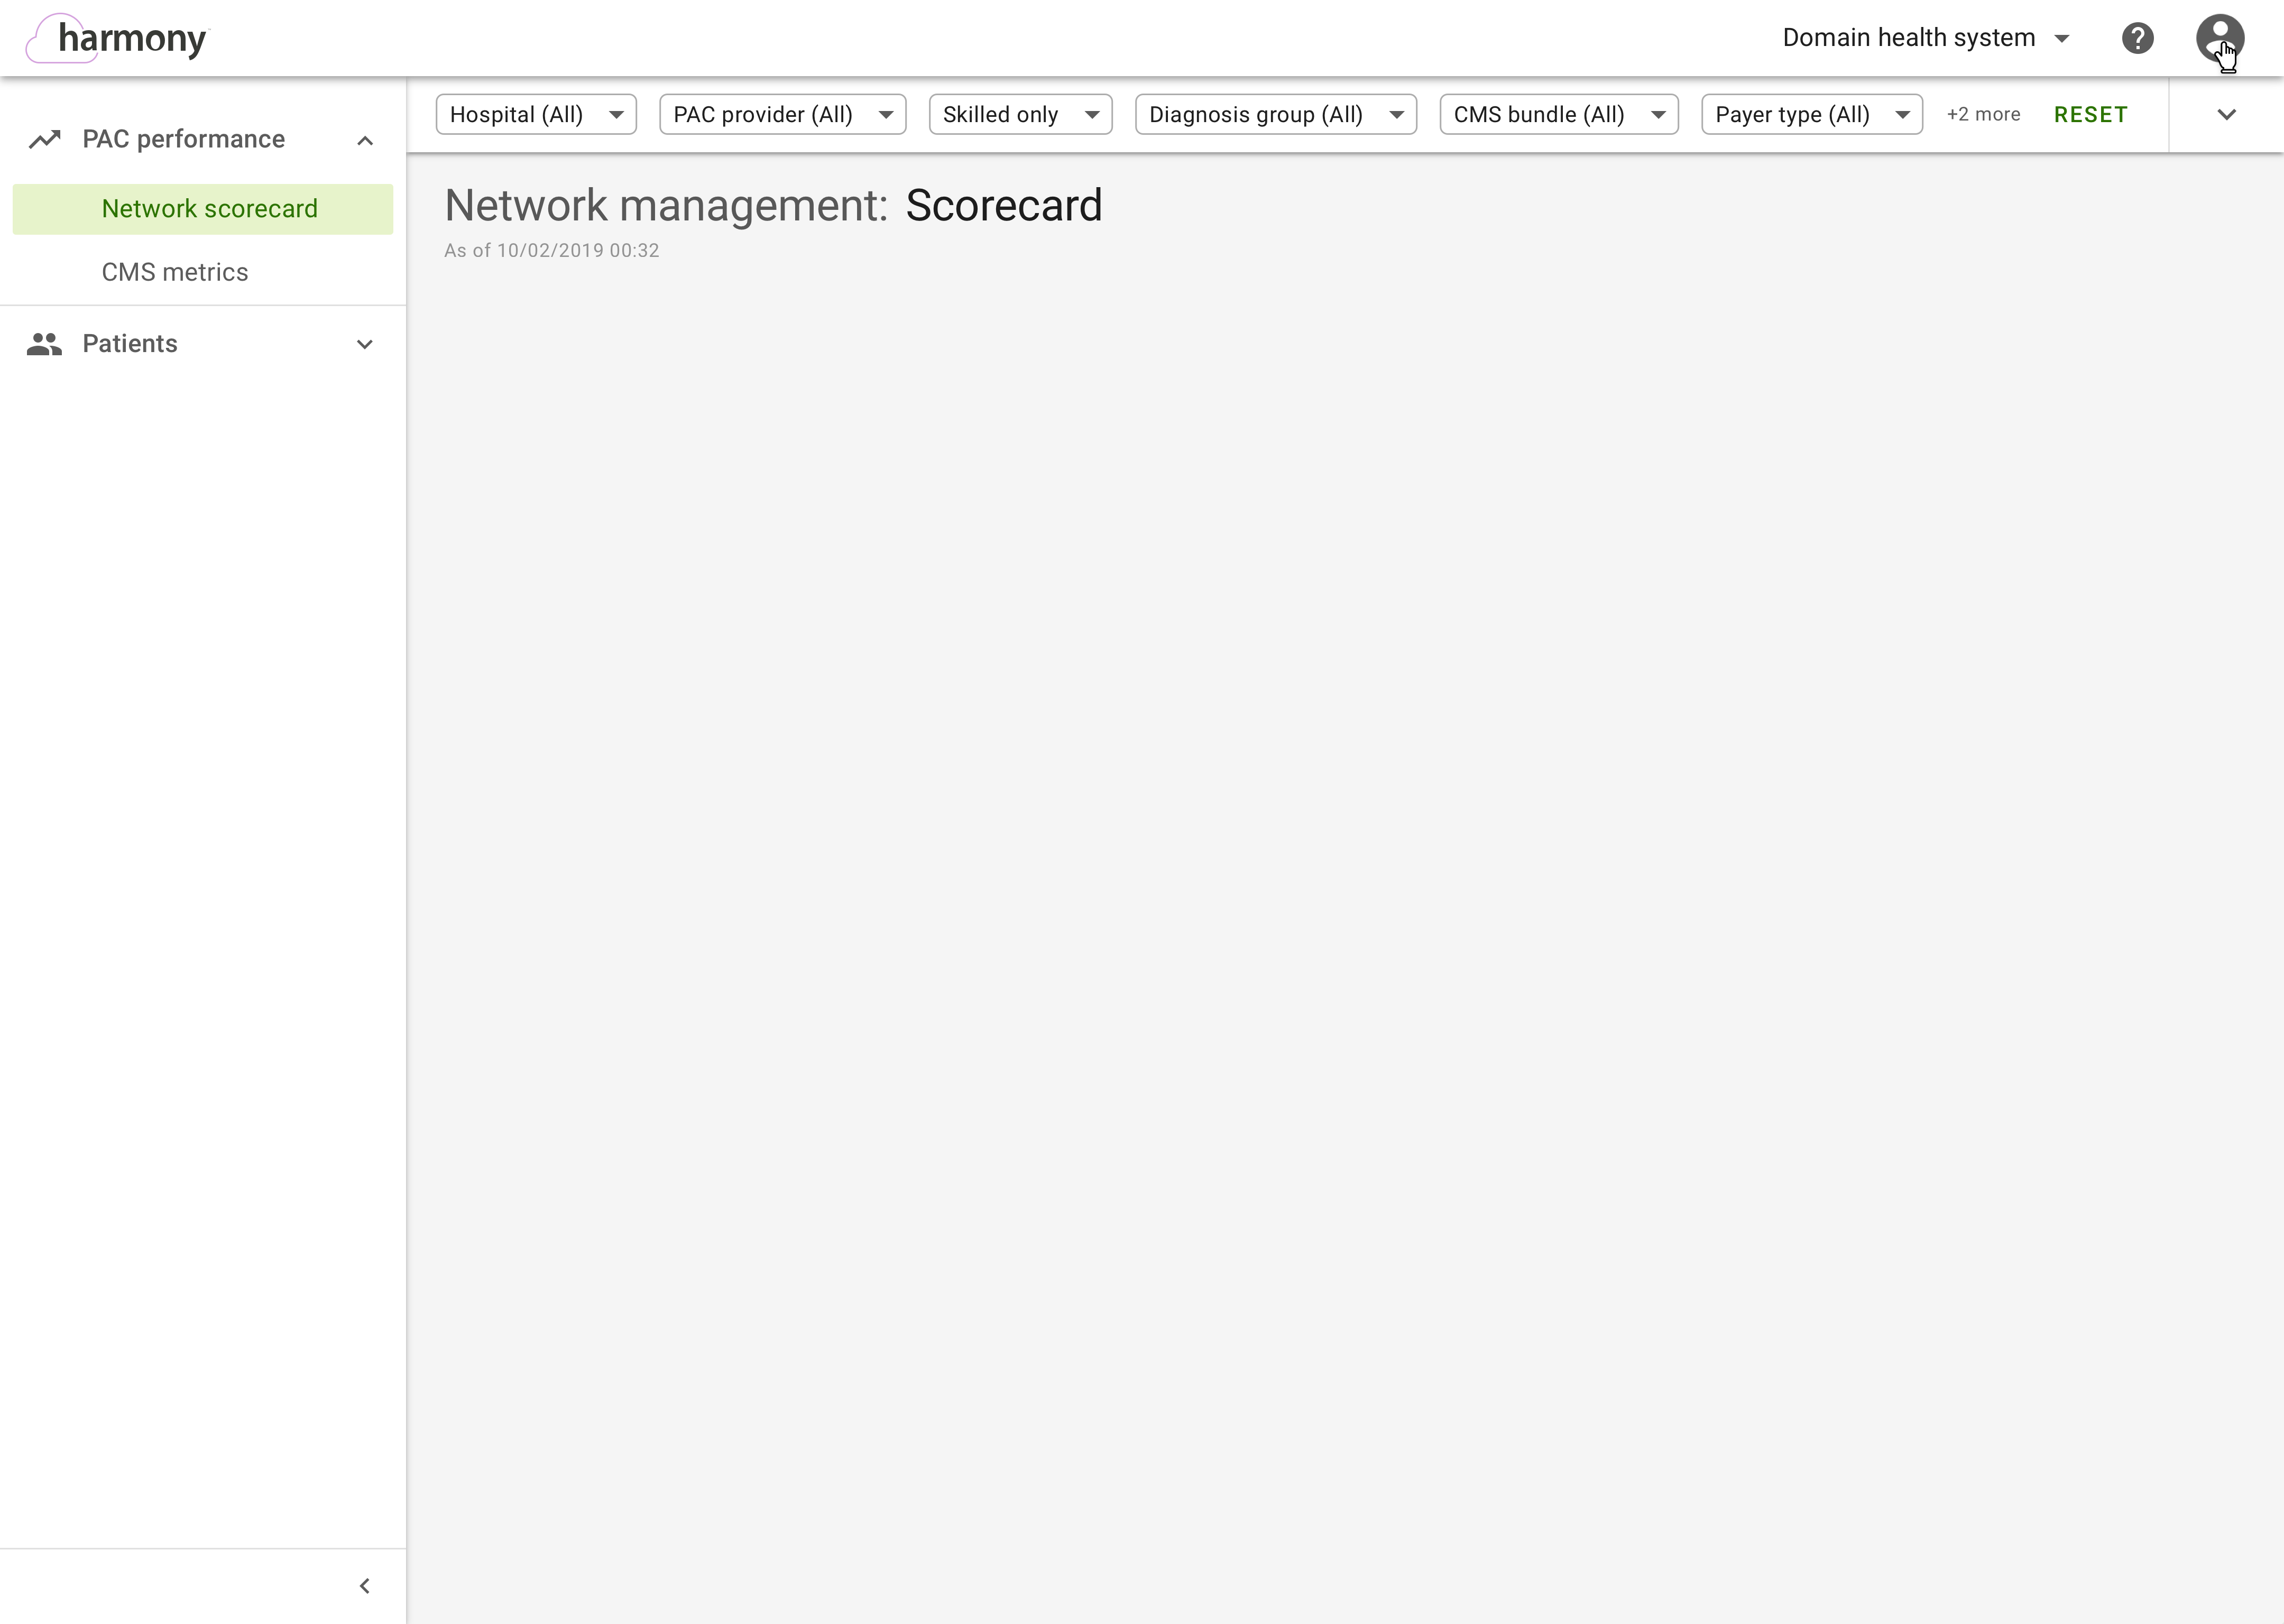 harmony
Domain health system
?
PAC performance
Network scorecard
CMS metrics
Patients
Hospital (All)
PAC provider (All)
Skilled only
Diagnosis group (All)
CMS bundle (All)
Payer type (All)
+2 more
RESET
Network management: Scorecard
As of 10/02/2019 00:32